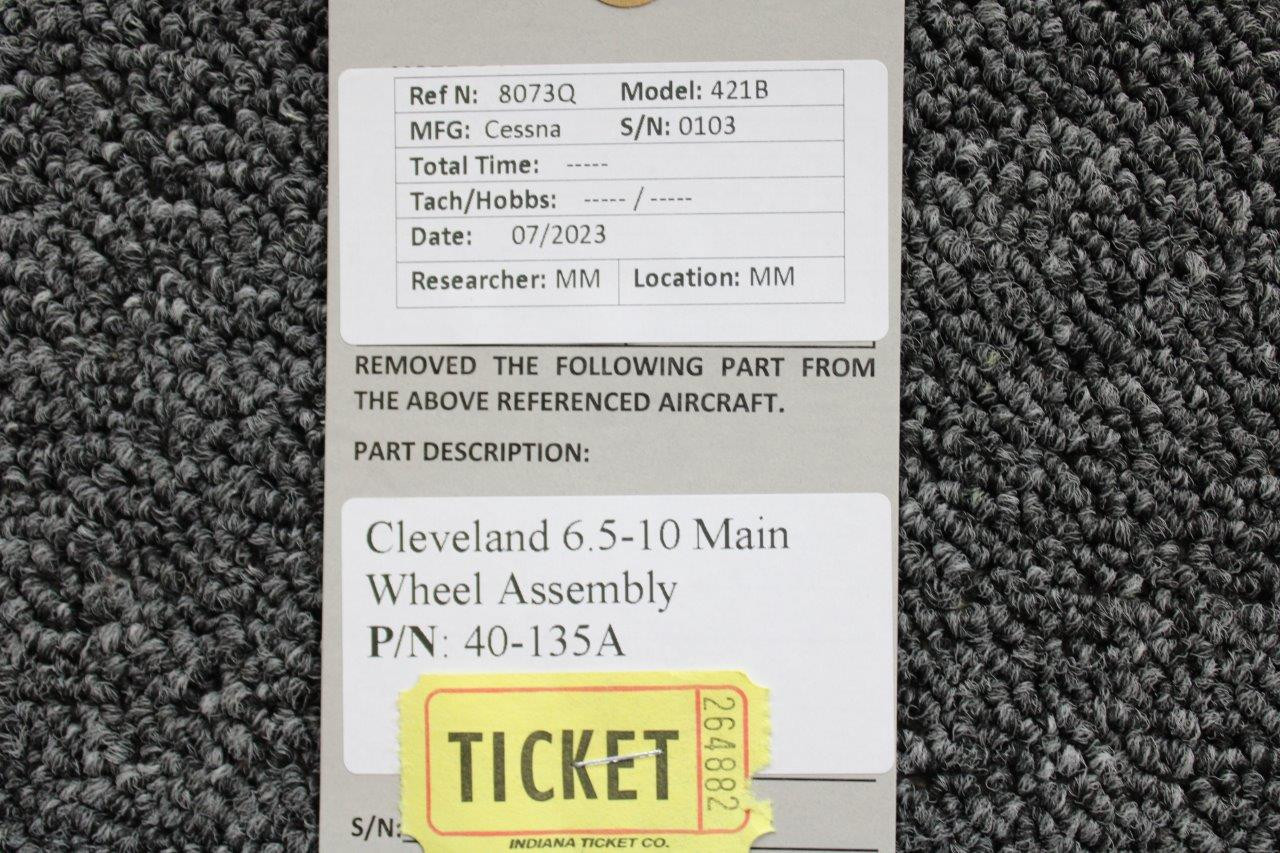 Ref N: 8073Q Model: 421B
MFG: Cessna S/N: 0103
Total Time: -----
Tach/Hobbs: ----- / -----
Date: 07/2023
Researcher: MM Location: MM
REMOVED THE FOLLOWING PART FROM
THE ABOVE REFERENCED AIRCRAFT.
PART DESCRIPTION:
Cleveland 6.5-10 Main
Wheel Assembly
P/N: 40-135A
TICKET
264882
S/N:
INDIANA TICKET CO.